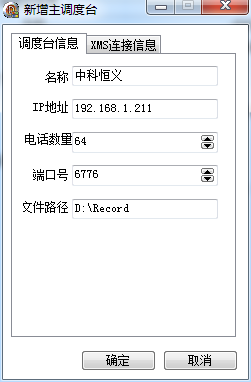 新增主调度台
调度台信息 XMS连接信息
名称 中科恒义
IP地址 192.168.1.211
电话数量 64
端口号 6776
文件路径 D:\Record
确定 取消